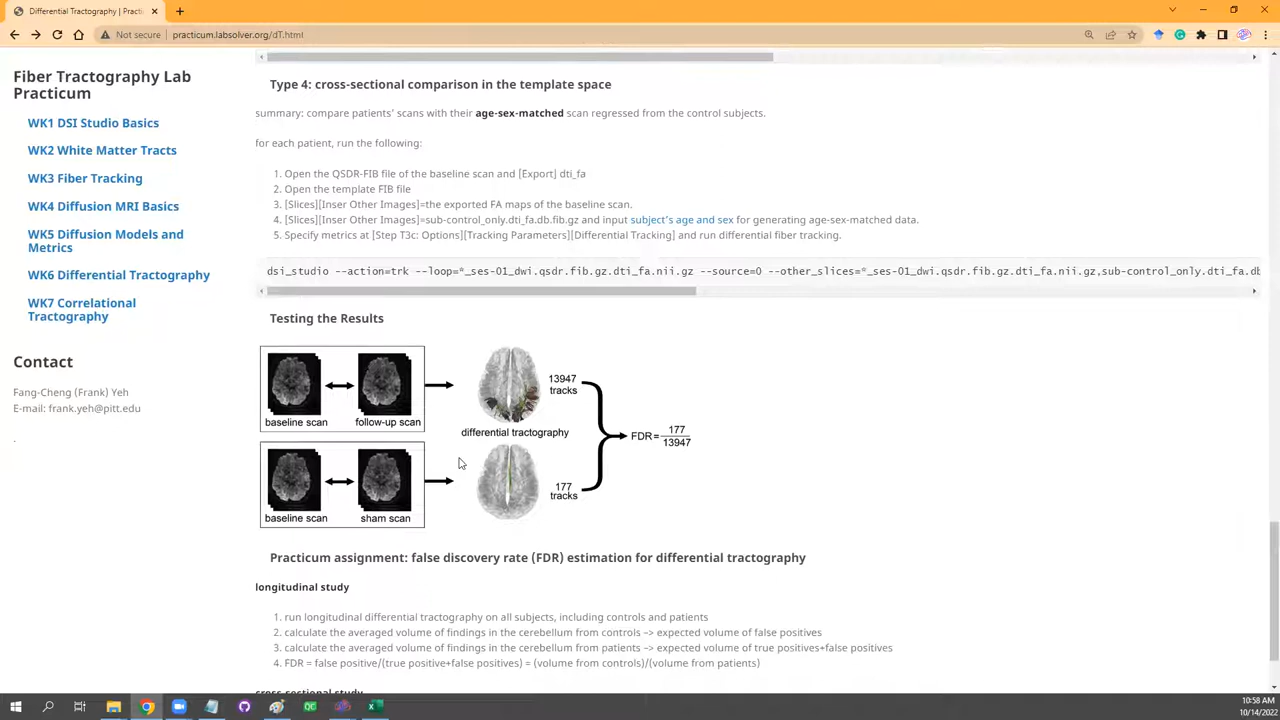 Differential Tractography | Practic
Not secure
practicum.labsolver.org/dT.html
Fiber Tractography Lab
Practicum
WK1 DSI Studio Basics
WK2 White Matter Tracts
WK3 Fiber Tracking
WK4 Diffusion MRI Basics
WK5 Diffusion Models and
Metrics
WK6 Differential Tractography
WK7 Correlational
Tractography
Contact
Fang-Cheng (Frank) Yeh
E-mail: frank.yeh@pitt.edu
.
Type 4: cross-sectional comparison in the template space
summary: compare patients' scans with their age-sex-matched scan regressed from the control subjects.
for each patient, run the following:
1. Open the QSDR-FIB file of the baseline scan and [Export] dti_fa
2. Open the template FIB file
3. [Slices][Inser Other Images]=the exported FA maps of the baseline scan.
4. [Slices][Inser Other Images]=sub-control_only.dti_fa.db.fib.gz and input subject's age and sex for generating age-sex-matched data.
5. Specify metrics at [Step T3c: Options][Tracking Parameters][Differential Tracking] and run differential fiber tracking.
dsi_studio --action=trk --loop=*_ses-01_dwi.qsdr.fib.gz.dti_fa.nii.gz --source=0 --other_slices=*_ses-01_dwi.qsdr.fib.gz.dti_fa.nii.gz,sub-control_only.dti_fa.db
Testing the Results
baseline scan
follow-up scan
13947
tracks
differential tractography
FDR=
177
13947
baseline scan
sham scan
177
tracks
Practicum assignment: false discovery rate (FDR) estimation for differential tractography
longitudinal study
1. run longitudinal differential tractography on all subjects, including controls and patients
2. calculate the averaged volume of findings in the cerebellum from controls –> expected volume of false positives
3. calculate the averaged volume of findings in the cerebellum from patients –> expected volume of true positives+false positives
4. FDR = false positive/(true positive+false positives) = (volume from controls)/(volume from patients)
cross-sectional study
10:58 AM
10/14/2022